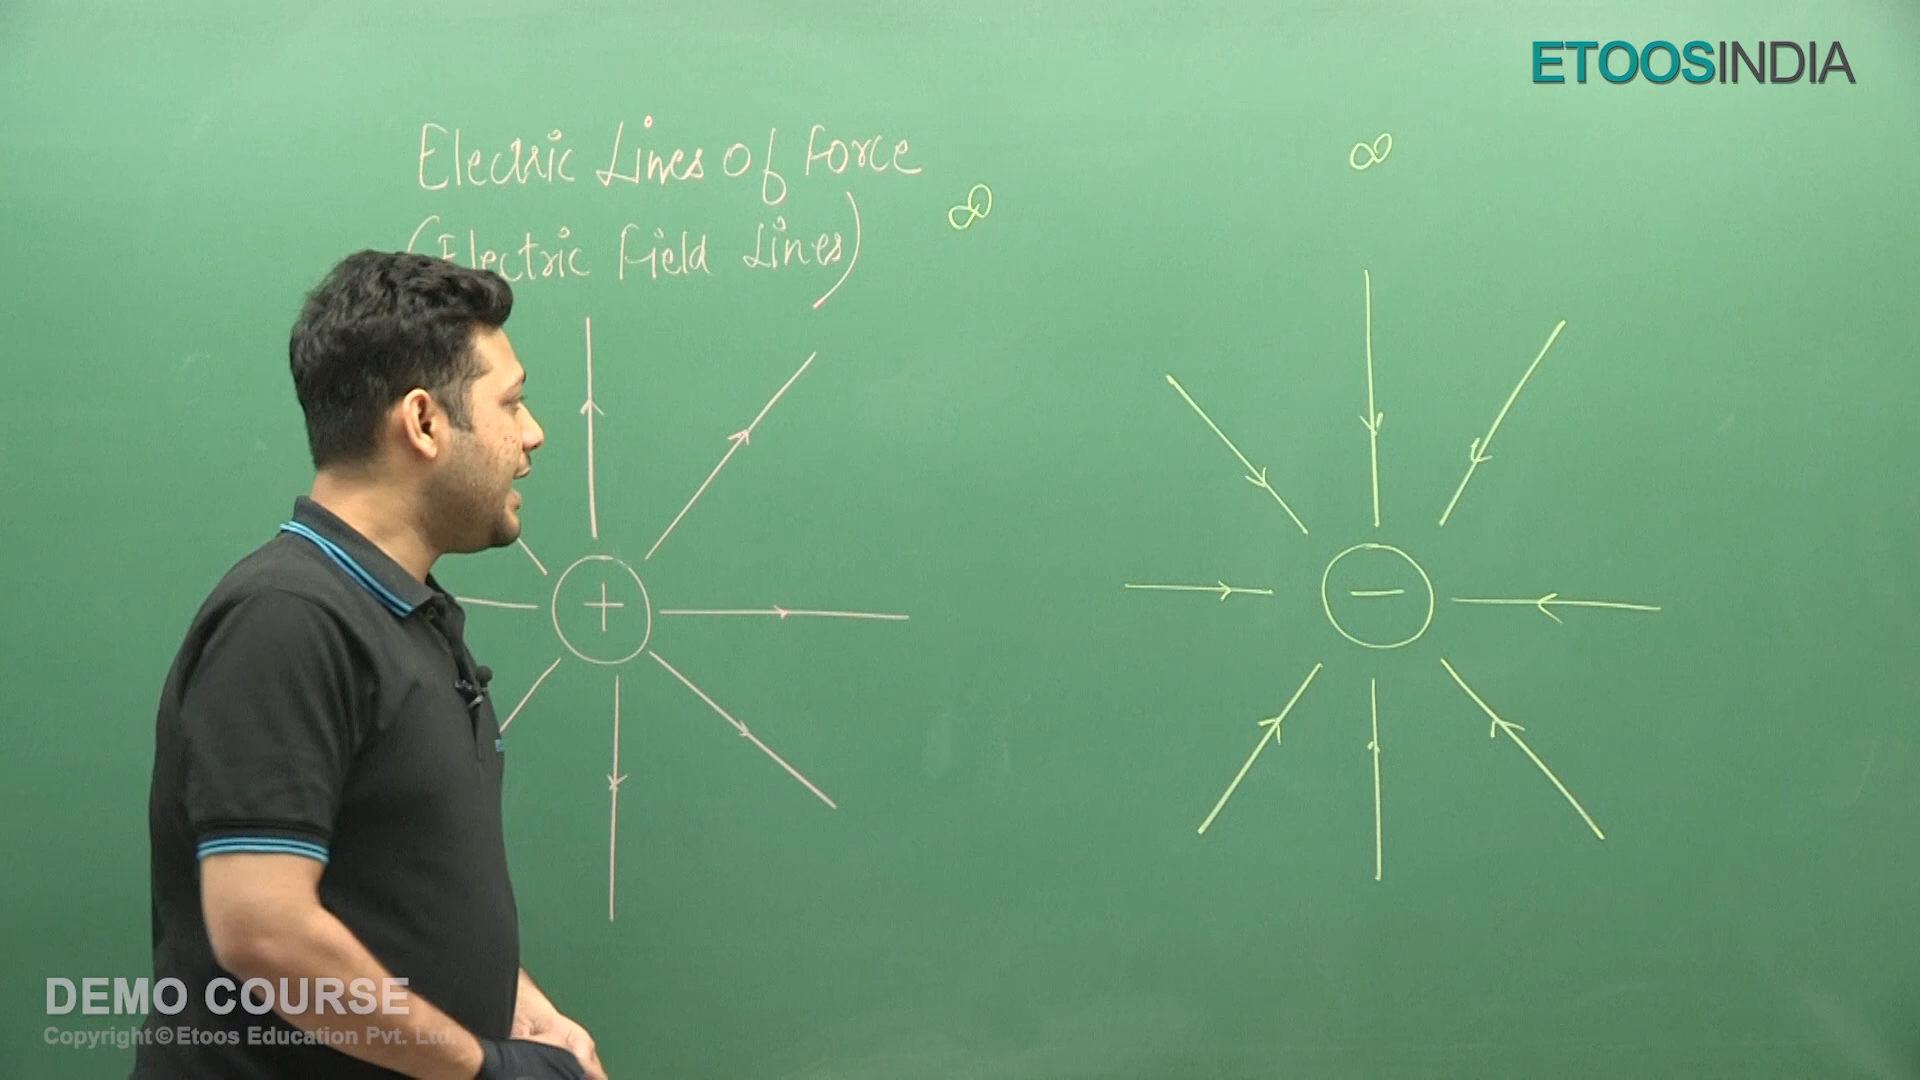 ETOOSINDIA
Electric Lines Of Force
∞
∞
(Electric Field Lines)
+
−
DEMO COURSE
Copyright©Etoos Education Pvt. Ltd.